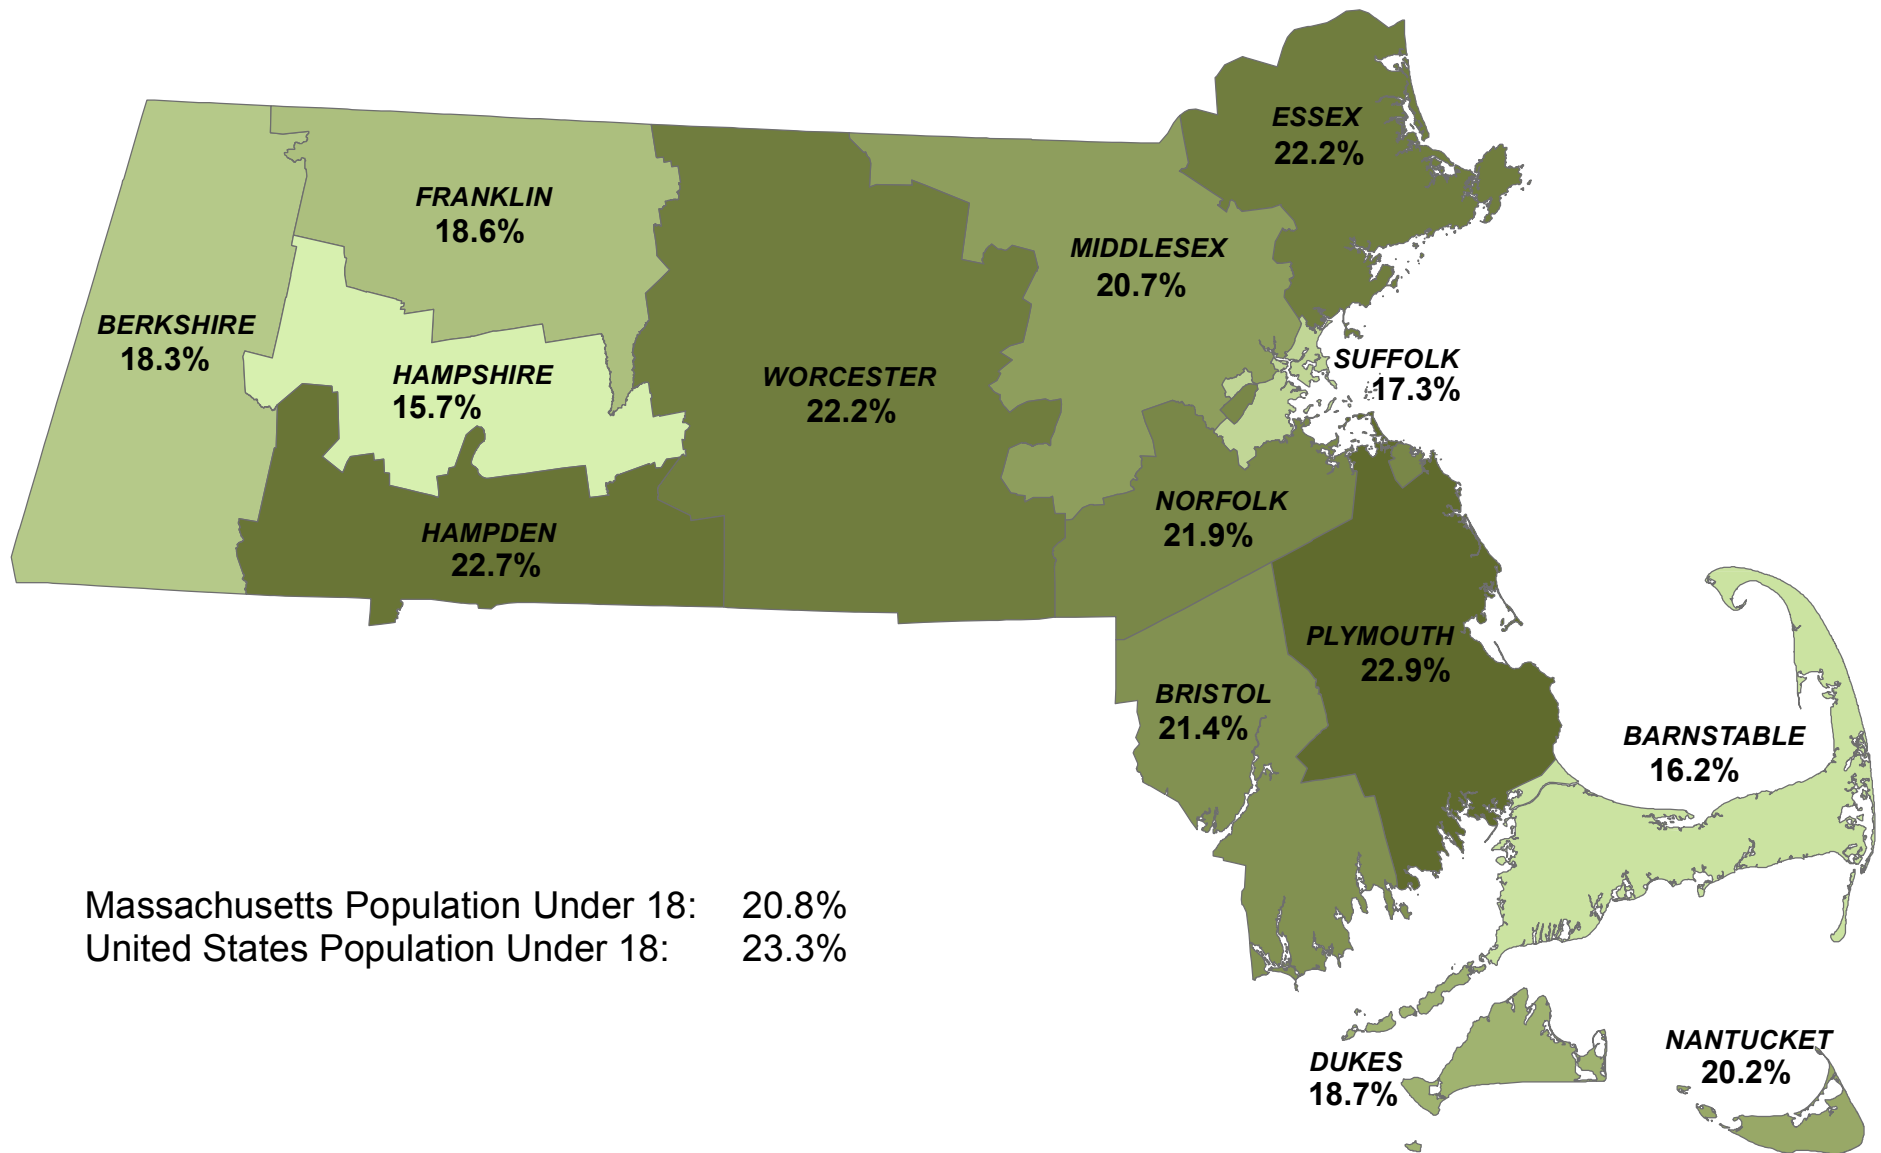 ESSEX
22.2%
FRANKLIN
18.6%
MIDDLESEX
20.7%
BERKSHIRE
18.3%
HAMPSHIRE
15.7%
WORCESTER
22.2%
SUFFOLK
17.3%
NORFOLK
21.9%
HAMPDEN
22.7%
PLYMOUTH
22.9%
BRISTOL
21.4%
BARNSTABLE
16.2%
Massachusetts Population Under 18: 20.8%
United States Population Under 18: 23.3%
DUKES
18.7%
NANTUCKET
20.2%